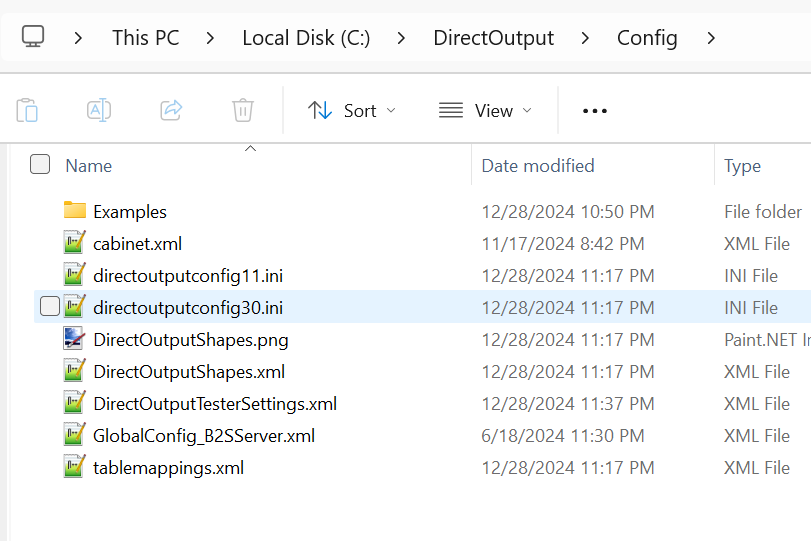 This PC > Local Disk (C:) > DirectOutput > Config >
Sort View
Name Date modified Type
Examples 12/28/2024 10:50 PM File folder
cabinet.xml 11/17/2024 8:42 PM XML File
directoutputconfig11.ini 12/28/2024 11:17 PM INI File
directoutputconfig30.ini 12/28/2024 11:17 PM INI File
DirectOutputShapes.png 12/28/2024 11:17 PM Paint.NET
DirectOutputShapes.xml 12/28/2024 11:17 PM XML File
DirectOutputTesterSettings.xml 12/28/2024 11:37 PM XML File
GlobalConfig_B2SServer.xml 6/18/2024 11:30 PM XML File
tablemappings.xml 12/28/2024 11:17 PM XML File